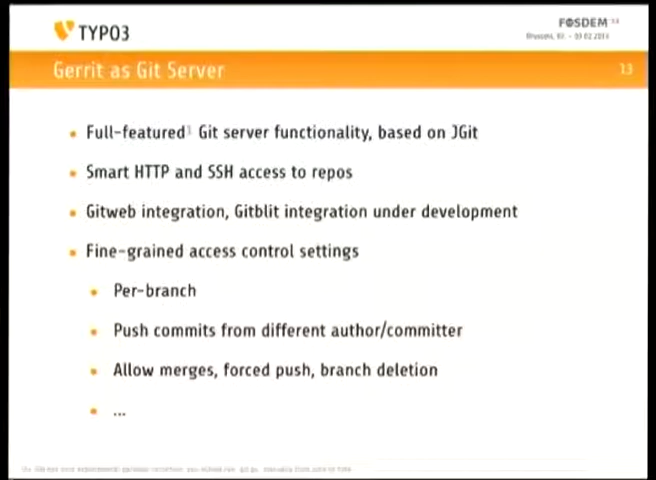 TYPO3
FOSDEM
Gerrit as Git Server
13
• Full-featured¹ Git server functionality, based on JGit
• Smart HTTP and SSH access to repos
• Gitweb integration, Gitblit integration under development
• Fine-grained access control settings
• Per-branch
• Push commits from different author/committer
• Allow merges, forced push, branch deletion
• ...